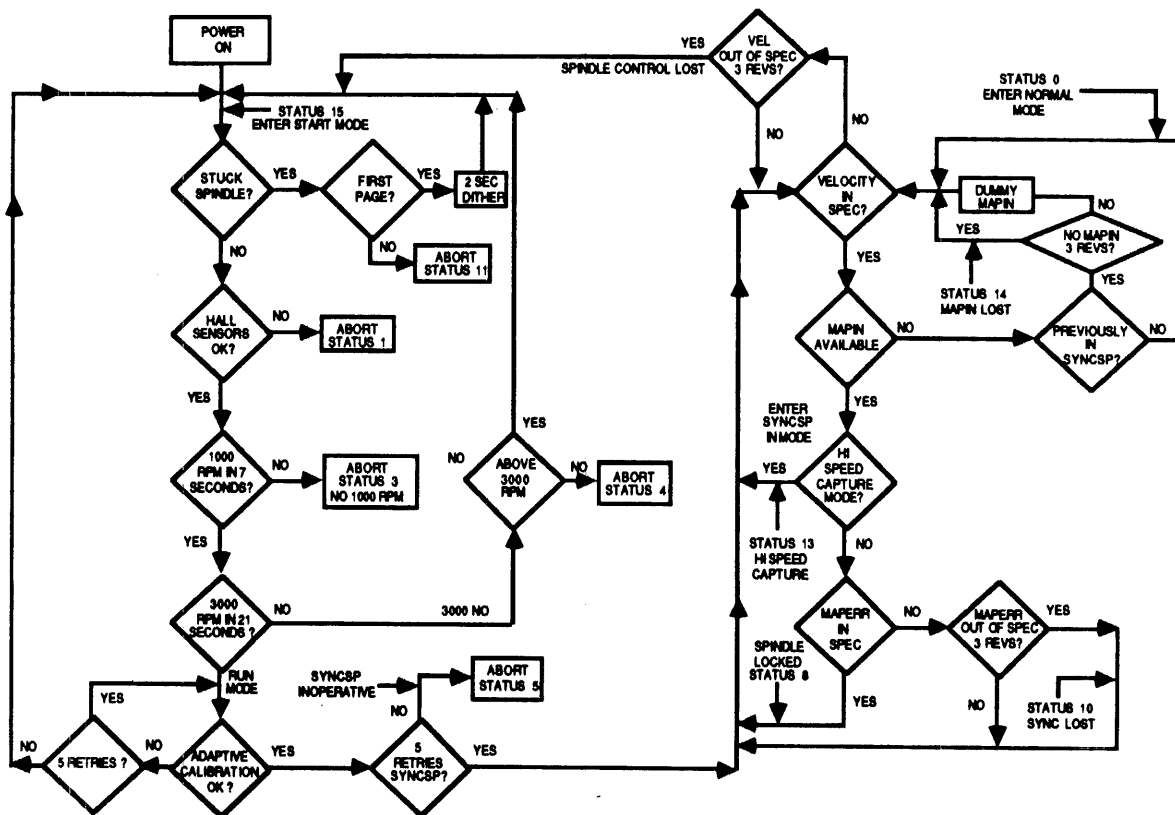 POWER
ON
STATUS 15
ENTER START MODE
STUCK
SPINDLE?
YES
FIRST
PAGE?
YES
2 SEC
DITHER
NO
NO
ABORT
STATUS 11
HALL
SENSORS
OK?
NO
ABORT
STATUS 1
YES
1000
RPM IN 7
SECONDS?
NO
ABORT
STATUS 3
NO 1000 RPM
YES
3000
RPM IN 21
SECONDS ?
NO
3000 NO
NO
YES
ABOVE
3000
RPM
NO
ABORT
STATUS 4
RUN
MODE
YES
NO
5 RETRIES ?
NO
ADAPTIVE
CALIBRATION
OK ?
YES
SYNCSP
INOPERATIVE
NO
ABORT
STATUS 5
5
RETRIES
SYNCSP?
YES
YES
SPINDLE CONTROL LOST
VEL
OUT OF SPEC
3 REVS?
NO
NO
STATUS 0
ENTER NORMAL
MODE
VELOCITY
IN
SPEC?
DUMMY
MAPIN
NO
YES
NO MAPIN
3 REVS?
STATUS 14
MAPIN LOST
YES
YES
MAPIN
AVAILABLE
NO
PREVIOUSLY
IN
SYNCSP?
NO
ENTER
SYNCSP
IN MODE
YES
YES
HI
SPEED
CAPTURE
MODE?
STATUS 13
HI SPEED
CAPTURE
NO
MAPERR
IN
SPEC
NO
MAPERR
OUT OF SPEC
3 REVS?
YES
SPINDLE
LOCKED
STATUS 8
YES
NO
STATUS 10
SYNC LOST